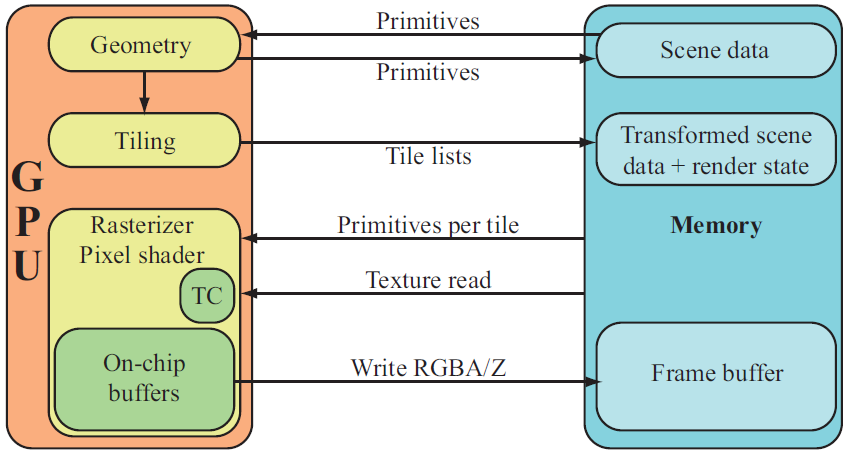 GPU
Geometry
Tiling
Rasterizer
Pixel shader
TC
On-chip
buffers
Primitives
Primitives
Tile lists
Primitives per tile
Texture read
Write RGBA/Z
Scene data
Transformed scene
data + render state
Memory
Frame buffer